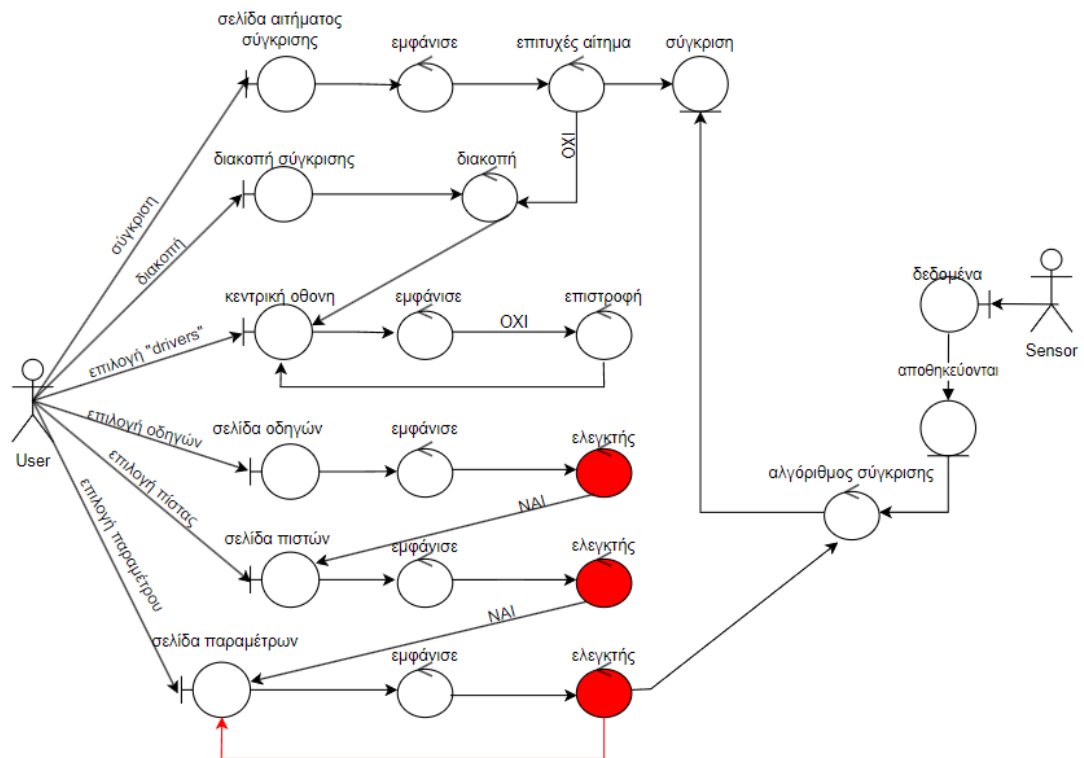 σελίδα αιτήματος
σύγκρισης
εμφάνισε
επιτυχές αίτημα
σύγκριση
ΟΧΙ
διακοπή σύγκρισης
διακοπή
σύγκριση
διακοπή
κεντρική οθονη
εμφάνισε
ΟΧΙ
επιστροφή
δεδομένα
Sensor
επιλογή "drivers"
αποθηκεύονται
User
επιλογή οδηγών
σελίδα οδηγών
εμφάνισε
ελεγκτής
αλγόριθμος σύγκρισης
ΝΑΙ
επιλογή πίστας
σελίδα πιστών
εμφάνισε
ελεγκτής
επιλογή παραμέτρου
ΝΑΙ
σελίδα παραμέτρων
εμφάνισε
ελεγκτής